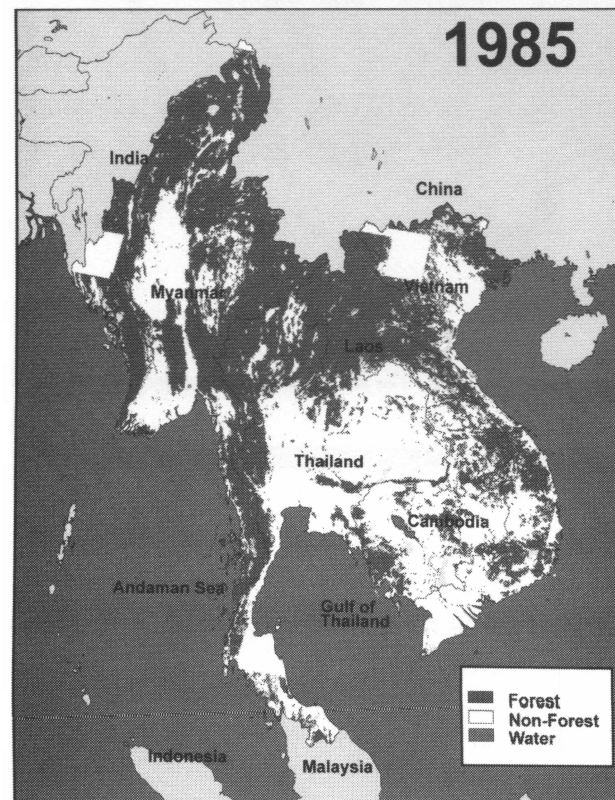 1985
India
China
Myanmar
Vietnam
Laos
Thailand
Cambodia
Andaman Sea
Gulf of
Thailand
Forest
Non-Forest
Water
Indonesia
Malaysia